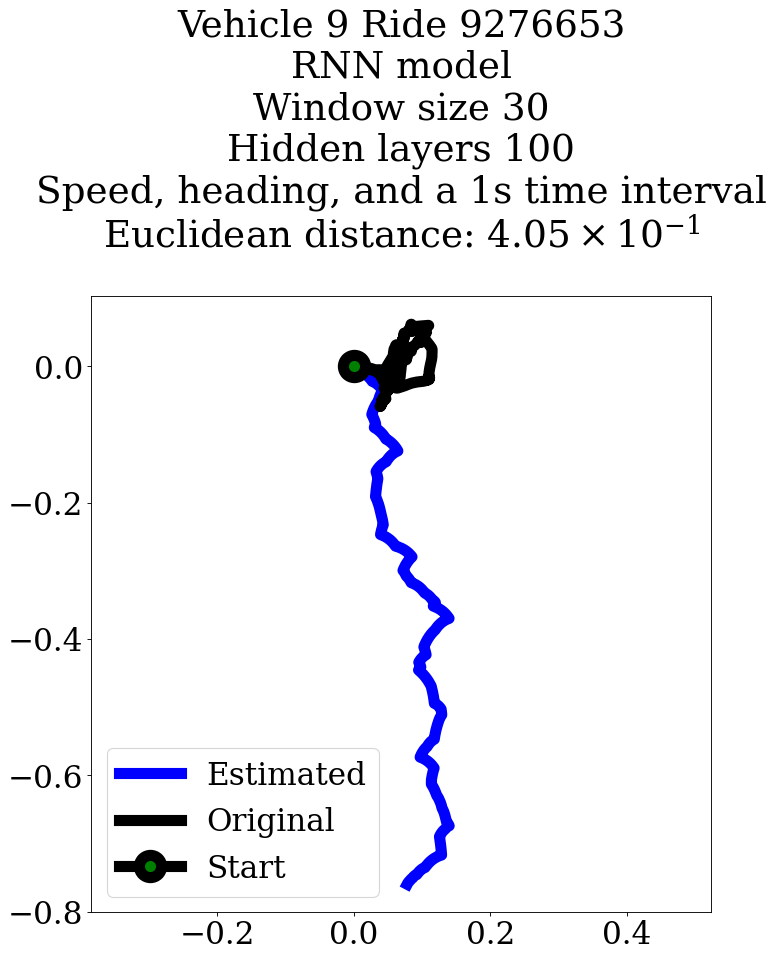 Vehicle 9 Ride 9276653
RNN model
Window size 30
Hidden layers 100
Speed, heading, and a 1s time interval
Euclidean distance: 4.05 × 10⁻¹
0.0
−0.2
−0.4
−0.6
−0.8
Estimated
Original
Start
−0.2 0.0 0.2 0.4